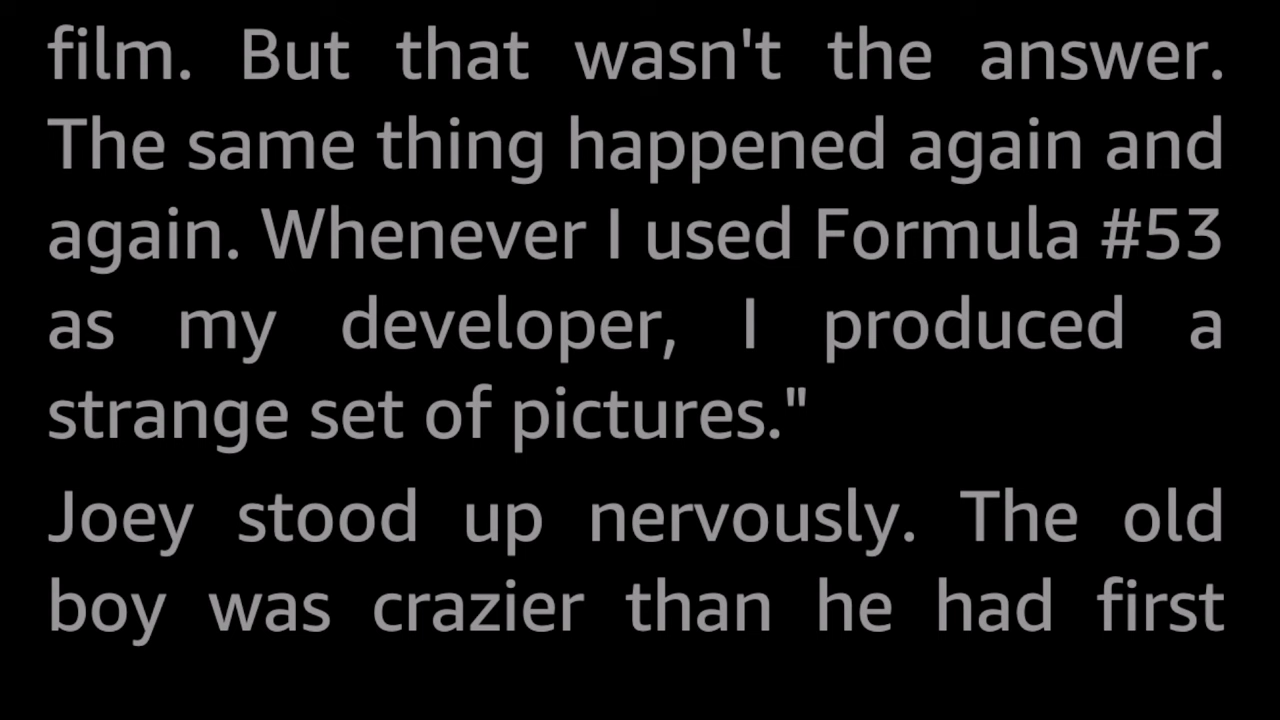 film. But that wasn't the answer.
The same thing happened again and
again. Whenever I used Formula #53
as my developer, I produced a
strange set of pictures."
Joey stood up nervously. The old
boy was crazier than he had first